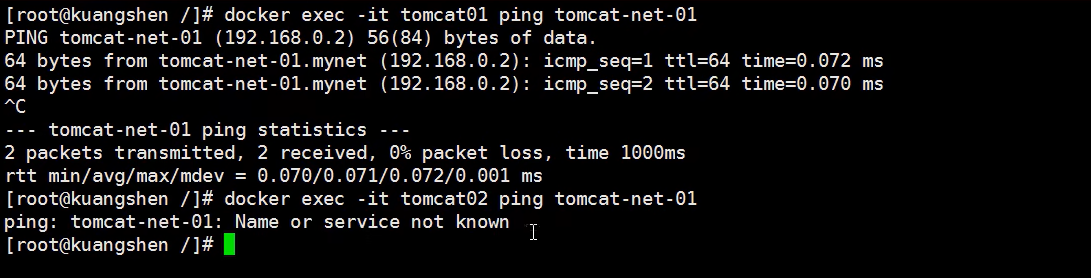 [root@kuangshen /]# docker exec -it tomcat01 ping tomcat-net-01
PING tomcat-net-01 (192.168.0.2) 56(84) bytes of data.
64 bytes from tomcat-net-01.mynet (192.168.0.2): icmp_seq=1 ttl=64 time=0.072 ms
64 bytes from tomcat-net-01.mynet (192.168.0.2): icmp_seq=2 ttl=64 time=0.070 ms
^C
--- tomcat-net-01 ping statistics ---
2 packets transmitted, 2 received, 0% packet loss, time 1000ms
rtt min/avg/max/mdev = 0.070/0.071/0.072/0.001 ms
[root@kuangshen /]# docker exec -it tomcat02 ping tomcat-net-01
ping: tomcat-net-01: Name or service not known
[root@kuangshen /]#